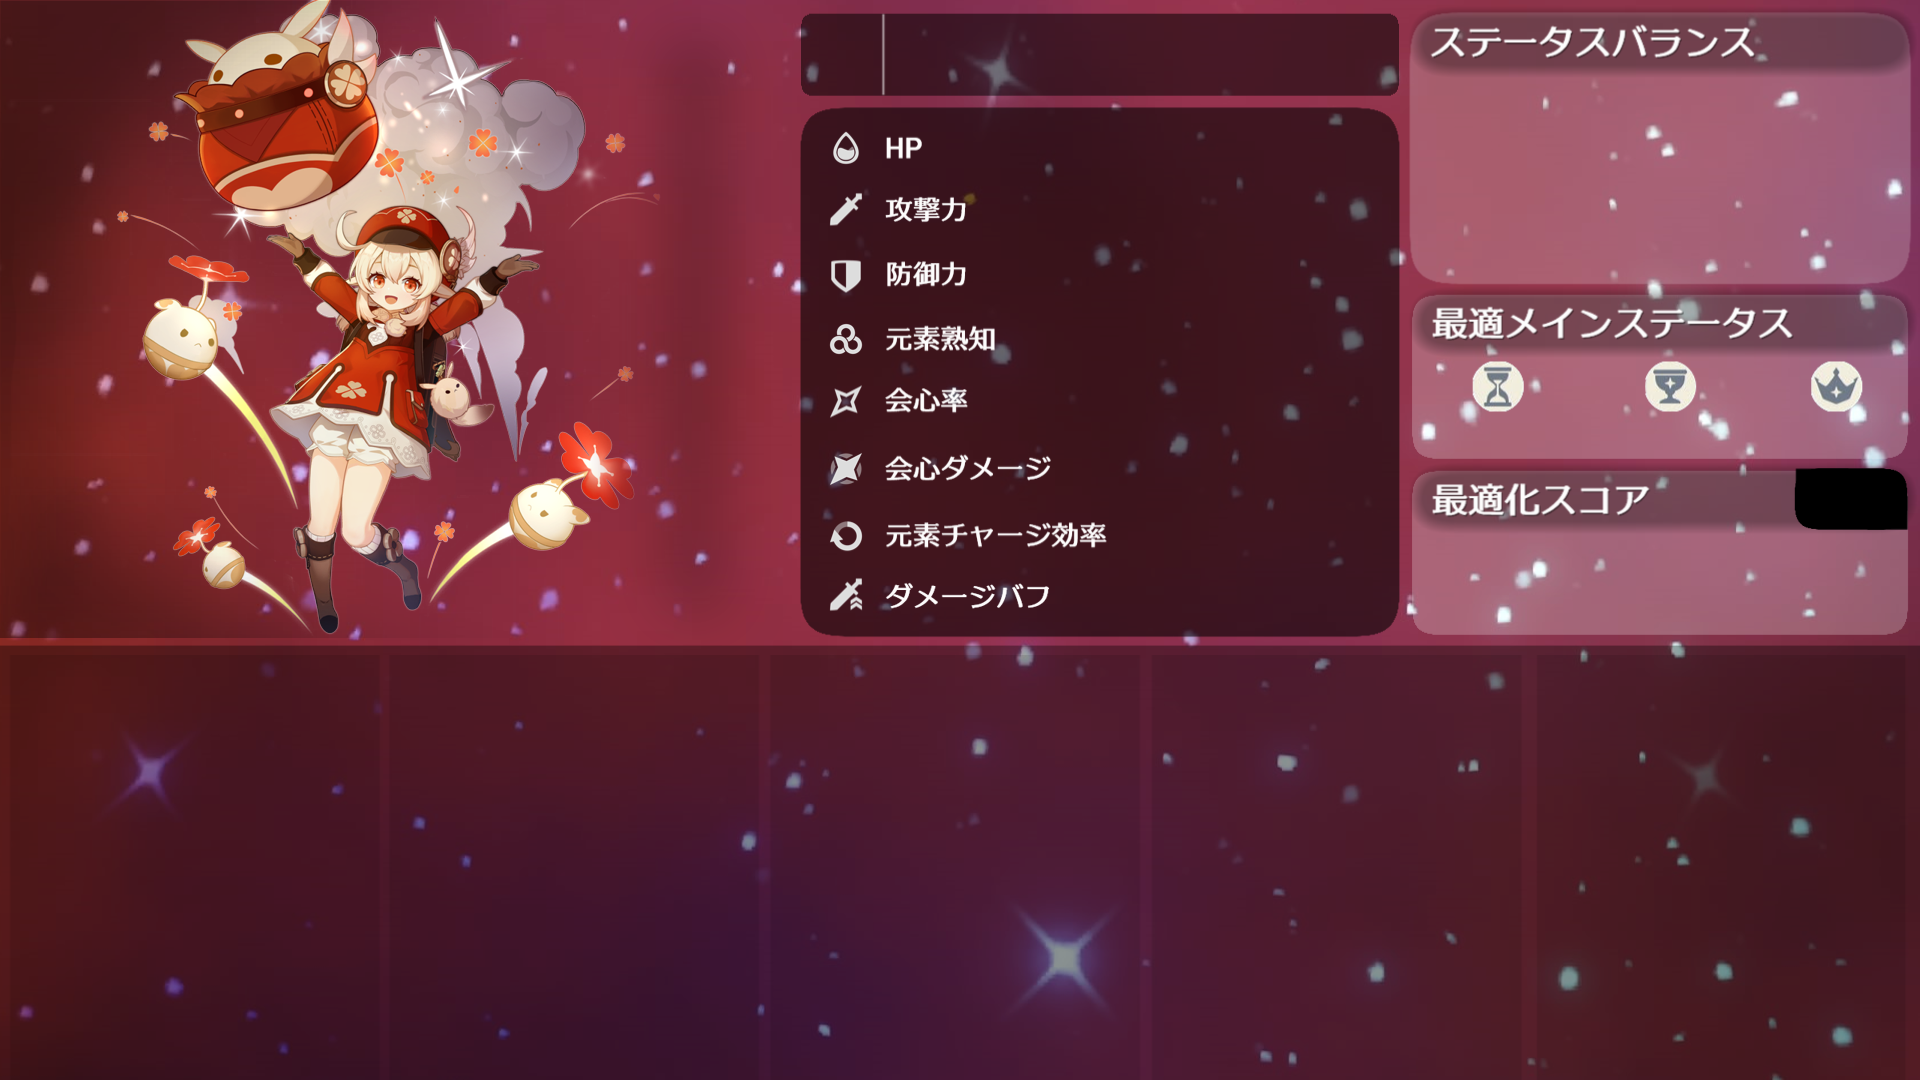 HP
攻撃力
防御力
元素熟知
会心率
会心ダメージ
元素チャージ効率
ダメージバフ
ステータスバランス
最適メインステータス
最適化スコア